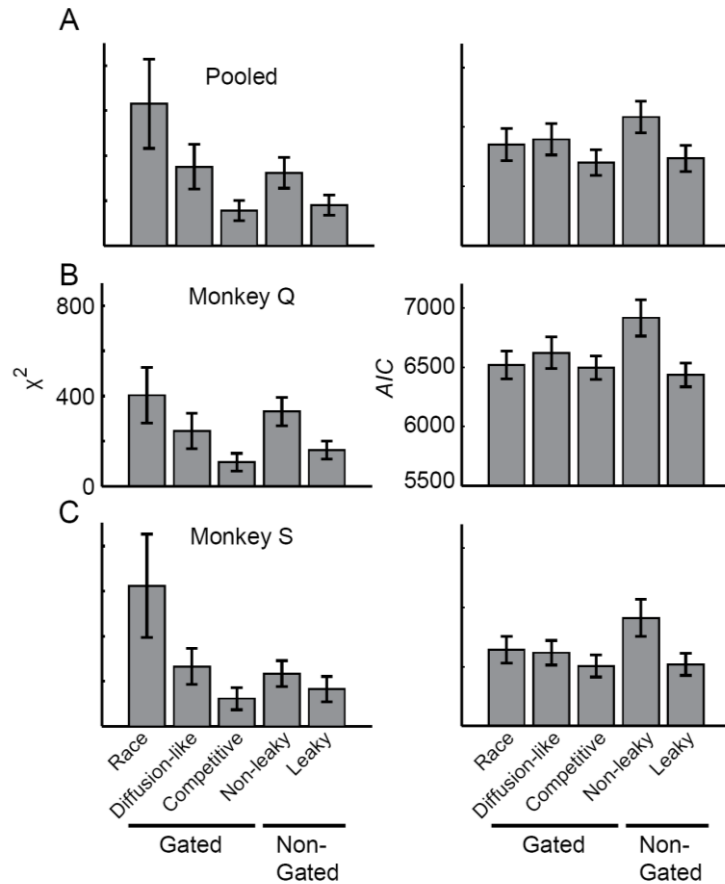 A
Pooled
B
Monkey Q
800
400
0
χ²
7000
6500
6000
5500
AIC
C
Monkey S
Race
Diffusion-like
Competitive
Non-leaky
Leaky
Gated
Non-
Gated
Race
Diffusion-like
Competitive
Non-leaky
Leaky
Gated
Non-
Gated